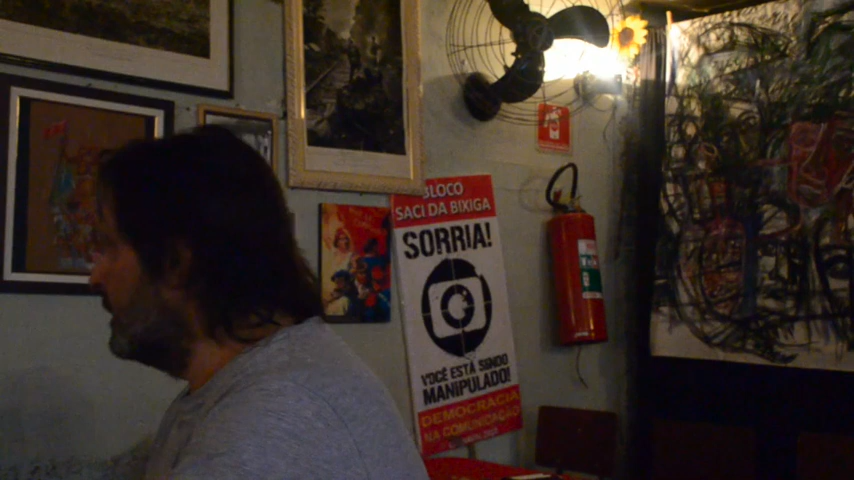 BLOCO
SACI DA BIXIGA
SORRIA!
VOCÊ ESTÁ SENDO
MANIPULADO!
DEMOCRACIA
NA COMUNICAÇÃO